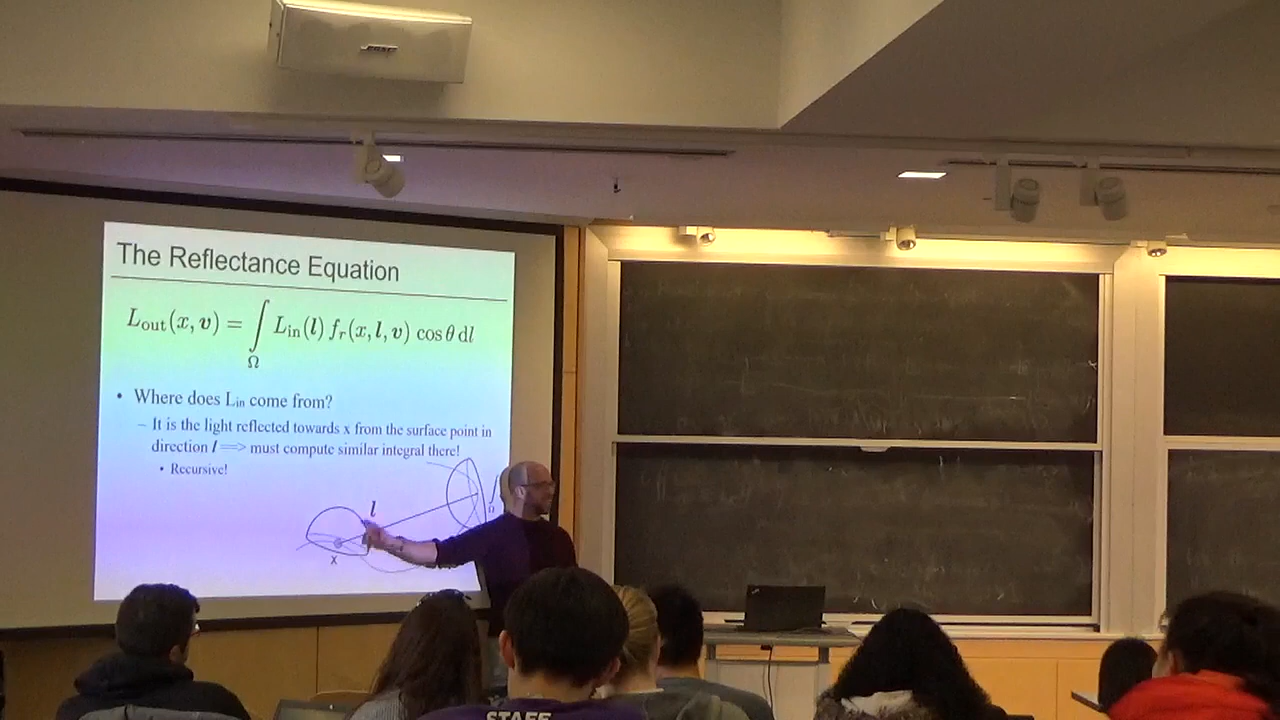 BOSE
The Reflectance Equation
L_out(x, v) = ∫_Ω L_in(l) f_r(x, l, v) cos θ dl
• Where does L_in come from?
– It is the light reflected towards x from the surface point in
direction l ==> must compute similar integral there!
• Recursive!
l
∫_Ω
x
STAFF